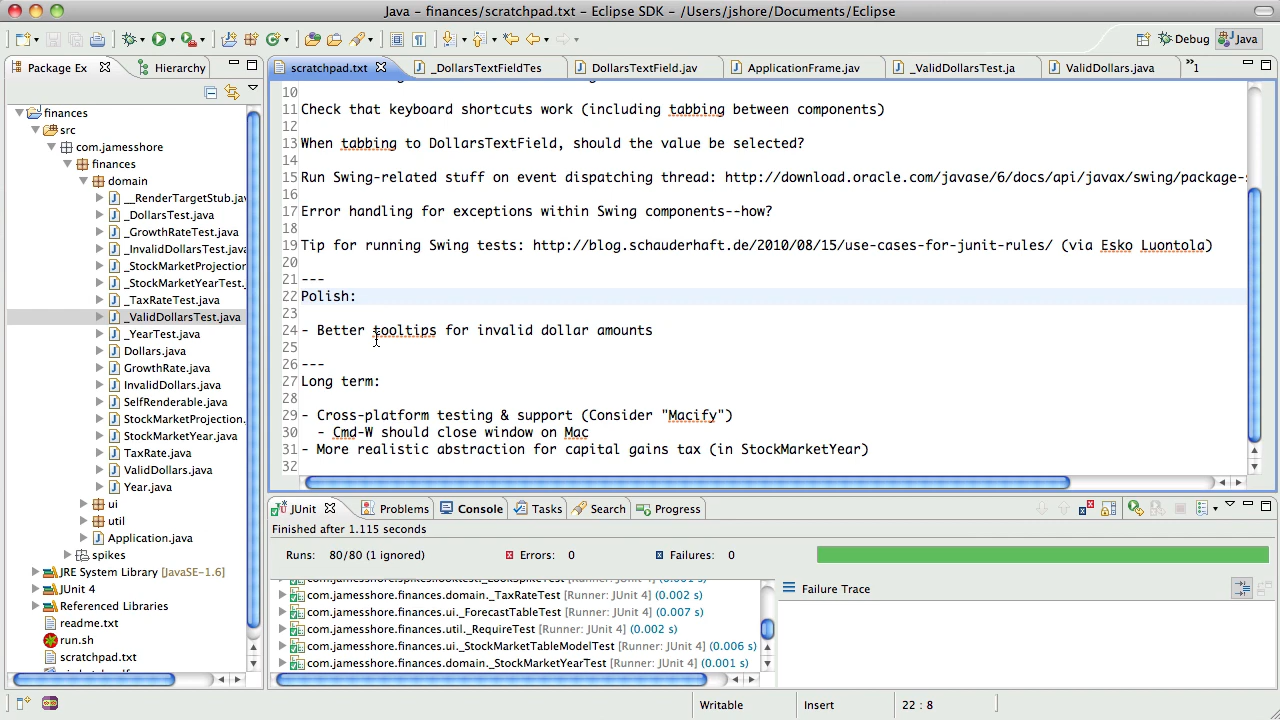 Java - finances/scratchpad.txt - Eclipse SDK - /Users/jshore/Documents/Eclipse
Debug
Java
Package Ex
Hierarchy
scratchpad.txt
_DollarsTextFieldTes
DollarsTextField.jav
ApplicationFrame.jav
_ValidDollarsTest.ja
ValidDollars.java
»1
finances
src
com.jamesshore
finances
domain
__RenderTargetStub.jav
_DollarsTest.java
_GrowthRateTest.java
_InvalidDollarsTest.java
_StockMarketProjection
_StockMarketYearTest.
_TaxRateTest.java
_ValidDollarsTest.java
_YearTest.java
Dollars.java
GrowthRate.java
InvalidDollars.java
SelfRenderable.java
StockMarketProjection.
StockMarketYear.java
TaxRate.java
ValidDollars.java
Year.java
ui
util
Application.java
spikes
JRE System Library [JavaSE-1.6]
JUnit 4
Referenced Libraries
readme.txt
run.sh
scratchpad.txt
10
11 Check that keyboard shortcuts work (including tabbing between components)
12
13 When tabbing to DollarsTextField, should the value be selected?
14
15 Run Swing-related stuff on event dispatching thread: http://download.oracle.com/javase/6/docs/api/javax/swing/package-s
16
17 Error handling for exceptions within Swing components--how?
18
19 Tip for running Swing tests: http://blog.schauderhaft.de/2010/08/15/use-cases-for-junit-rules/ (via Esko Luontola)
20
21 ---
22 Polish:
23
24 - Better tooltips for invalid dollar amounts
25
26 ---
27 Long term:
28
29 - Cross-platform testing & support (Consider "Macify")
30   - Cmd-W should close window on Mac
31 - More realistic abstraction for capital gains tax (in StockMarketYear)
32
JUnit
Problems
Console
Tasks
Search
Progress
Finished after 1.115 seconds
Runs: 80/80 (1 ignored)
Errors: 0
Failures: 0
com.jamesshore.finances.domain._TaxRateTest [Runner: JUnit 4] (0.002 s)
com.jamesshore.finances.ui._ForecastTableTest [Runner: JUnit 4] (0.007 s)
com.jamesshore.finances.util._RequireTest [Runner: JUnit 4] (0.002 s)
com.jamesshore.finances.ui._StockMarketTableModelTest [Runner: JUnit 4] (0.006 s)
com.jamesshore.finances.domain._StockMarketYearTest [Runner: JUnit 4] (0.001 s)
Failure Trace
Writable
Insert
22 : 8